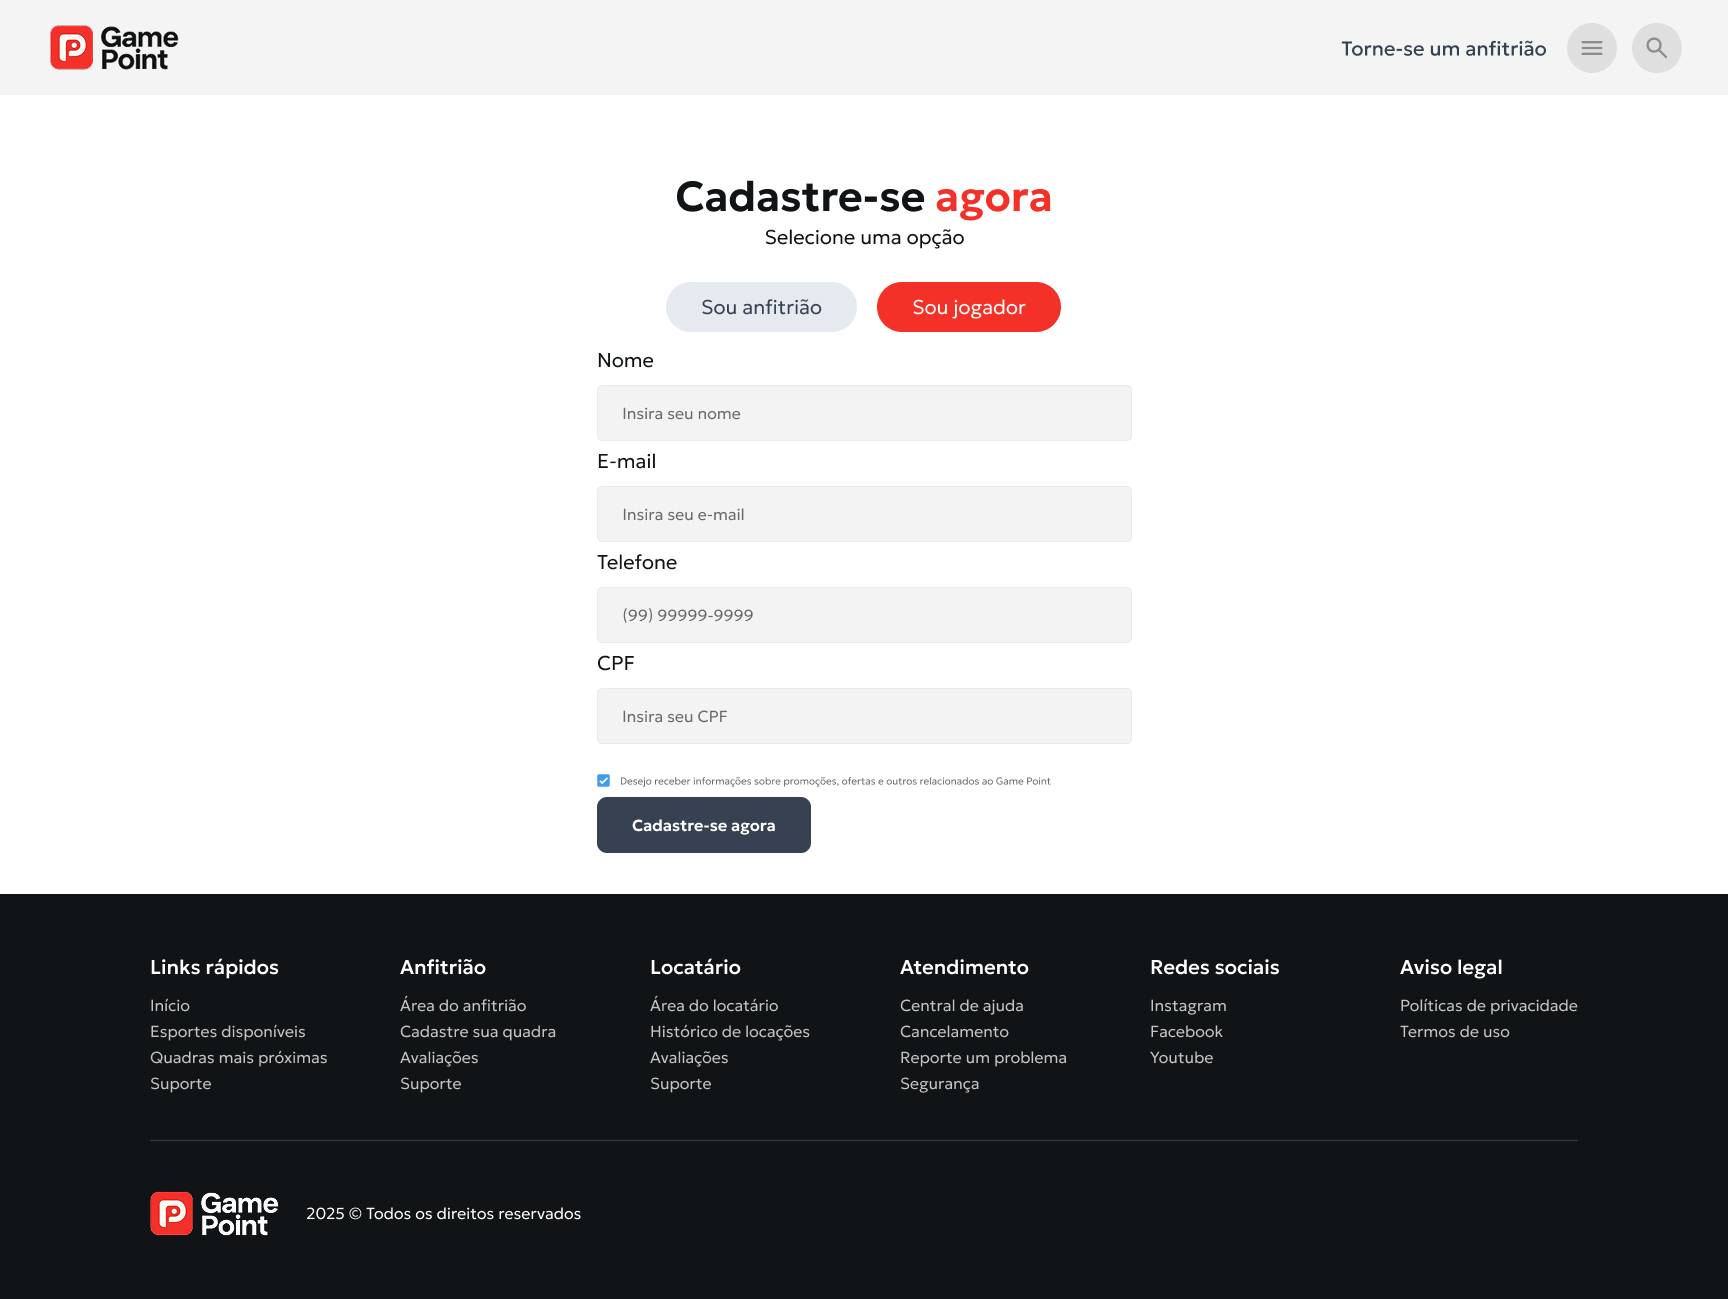 Game
Point
Torne-se um anfitrião
Cadastre-se agora
Selecione uma opção
Sou anfitrião
Sou jogador
Nome
Insira seu nome
E-mail
Insira seu e-mail
Telefone
(99) 99999-9999
CPF
Insira seu CPF
Desejo receber informações sobre promoções, ofertas e outros relacionados ao Game Point
Cadastre-se agora
Links rápidos
Início
Esportes disponíveis
Quadras mais próximas
Suporte
Anfitrião
Área do anfitrião
Cadastre sua quadra
Avaliações
Suporte
Locatário
Área do locatário
Histórico de locações
Avaliações
Suporte
Atendimento
Central de ajuda
Cancelamento
Reporte um problema
Segurança
Redes sociais
Instagram
Facebook
Youtube
Aviso legal
Políticas de privacidade
Termos de uso
Game
Point
2025 © Todos os direitos reservados